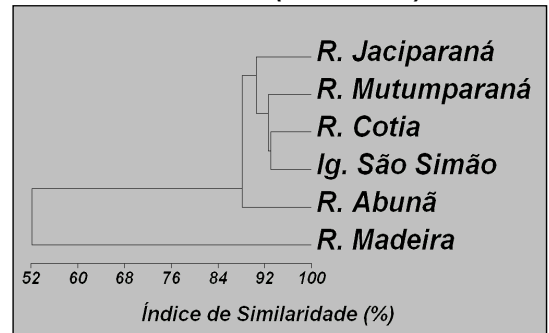 R. Jaciparaná
R. Mutumparaná
R. Cotia
Ig. São Simão
R. Abunã
R. Madeira
52 60 68 76 84 92 100
Índice de Similaridade (%)